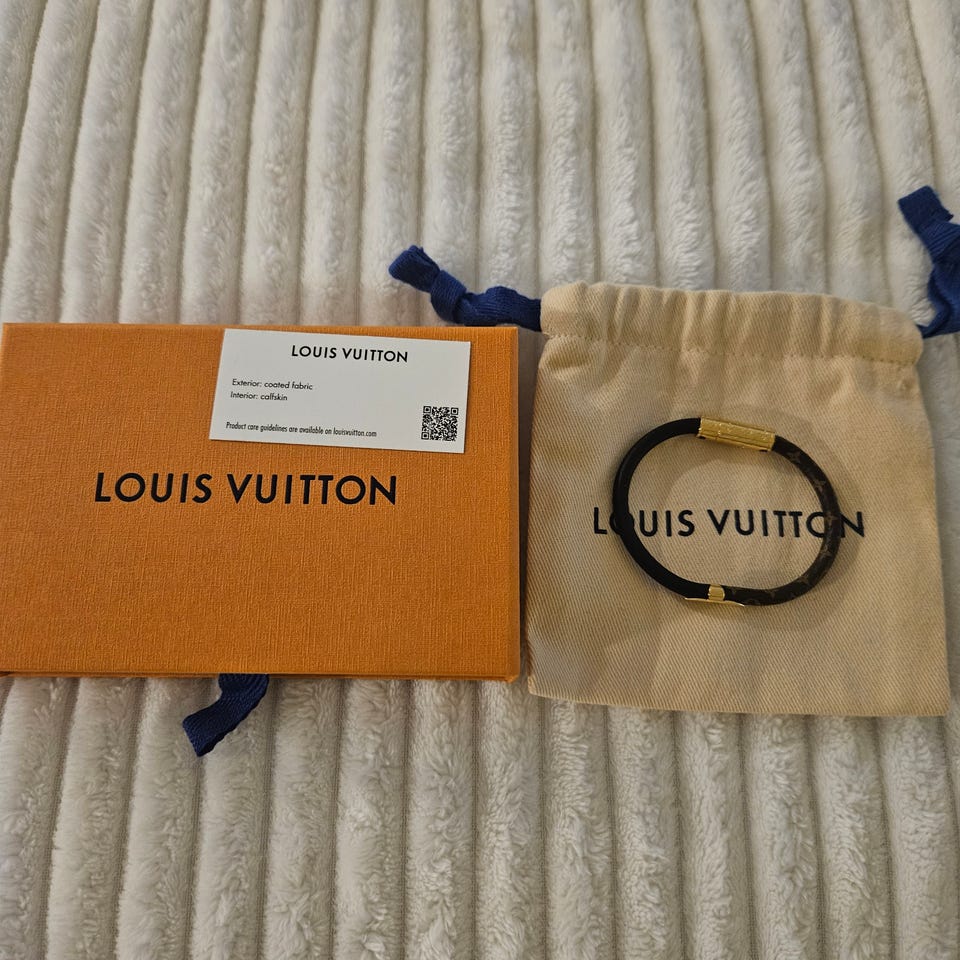 LOUIS VUITTON
Exterior: coated fabric
Interior: calfskin
Product care guidelines are available on louisvuitton.com
LOUIS VUITTON
LOUIS VUITTON